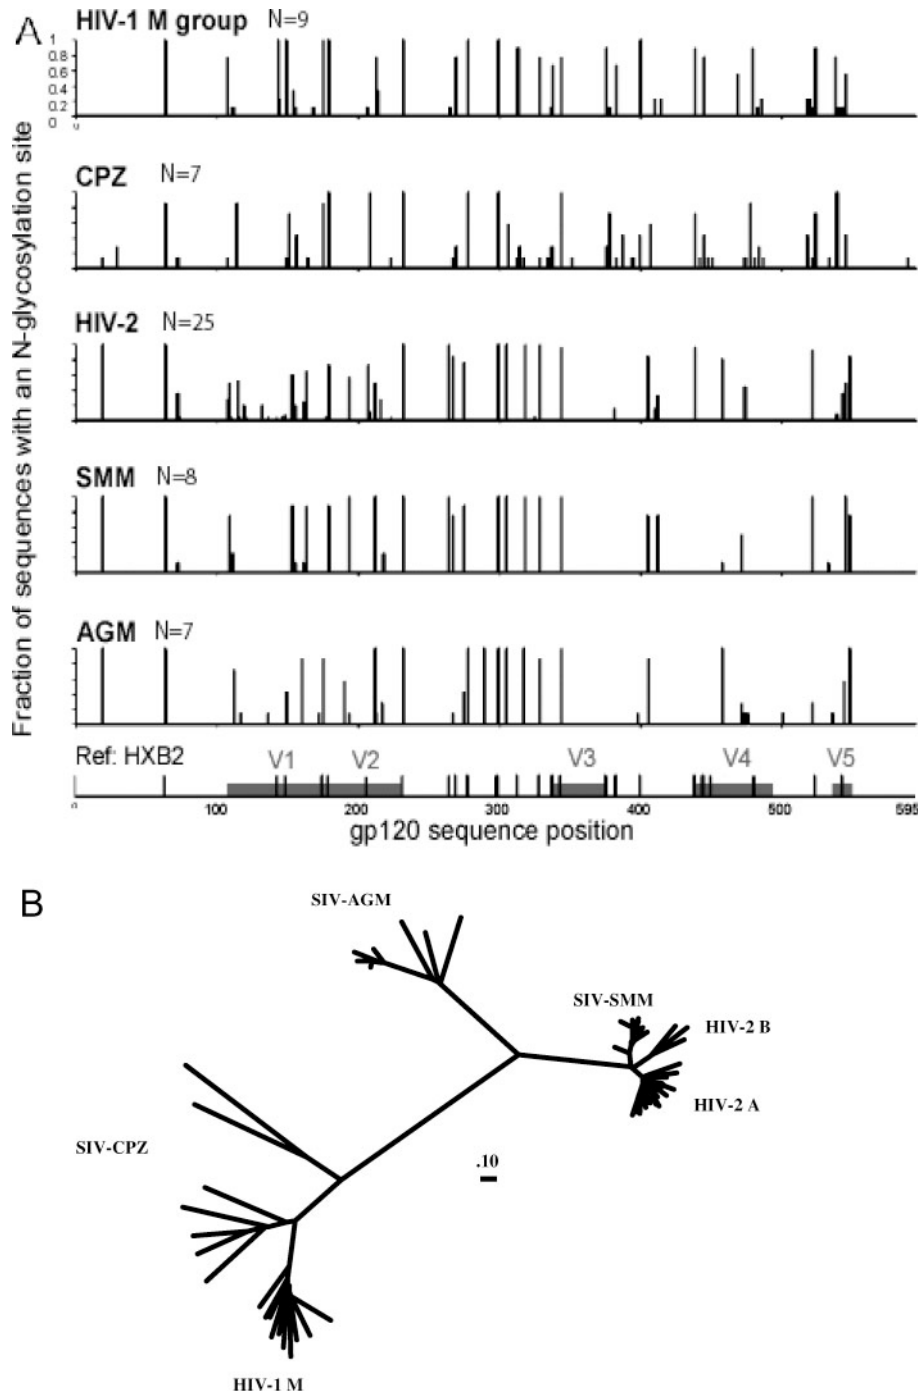 A
HIV-1 M group N=9
1
0.8
0.6
0.4
0.2
0
0
CPZ N=7
HIV-2 N=25
SMM N=8
AGM N=7
Fraction of sequences with an N-glycosylation site
Ref: HXB2 V1 V2 V3 V4 V5
0 100 200 300 400 500 595
gp120 sequence position
B
SIV-AGM
SIV-SMM
HIV-2 B
HIV-2 A
SIV-CPZ
.10
HIV-1 M